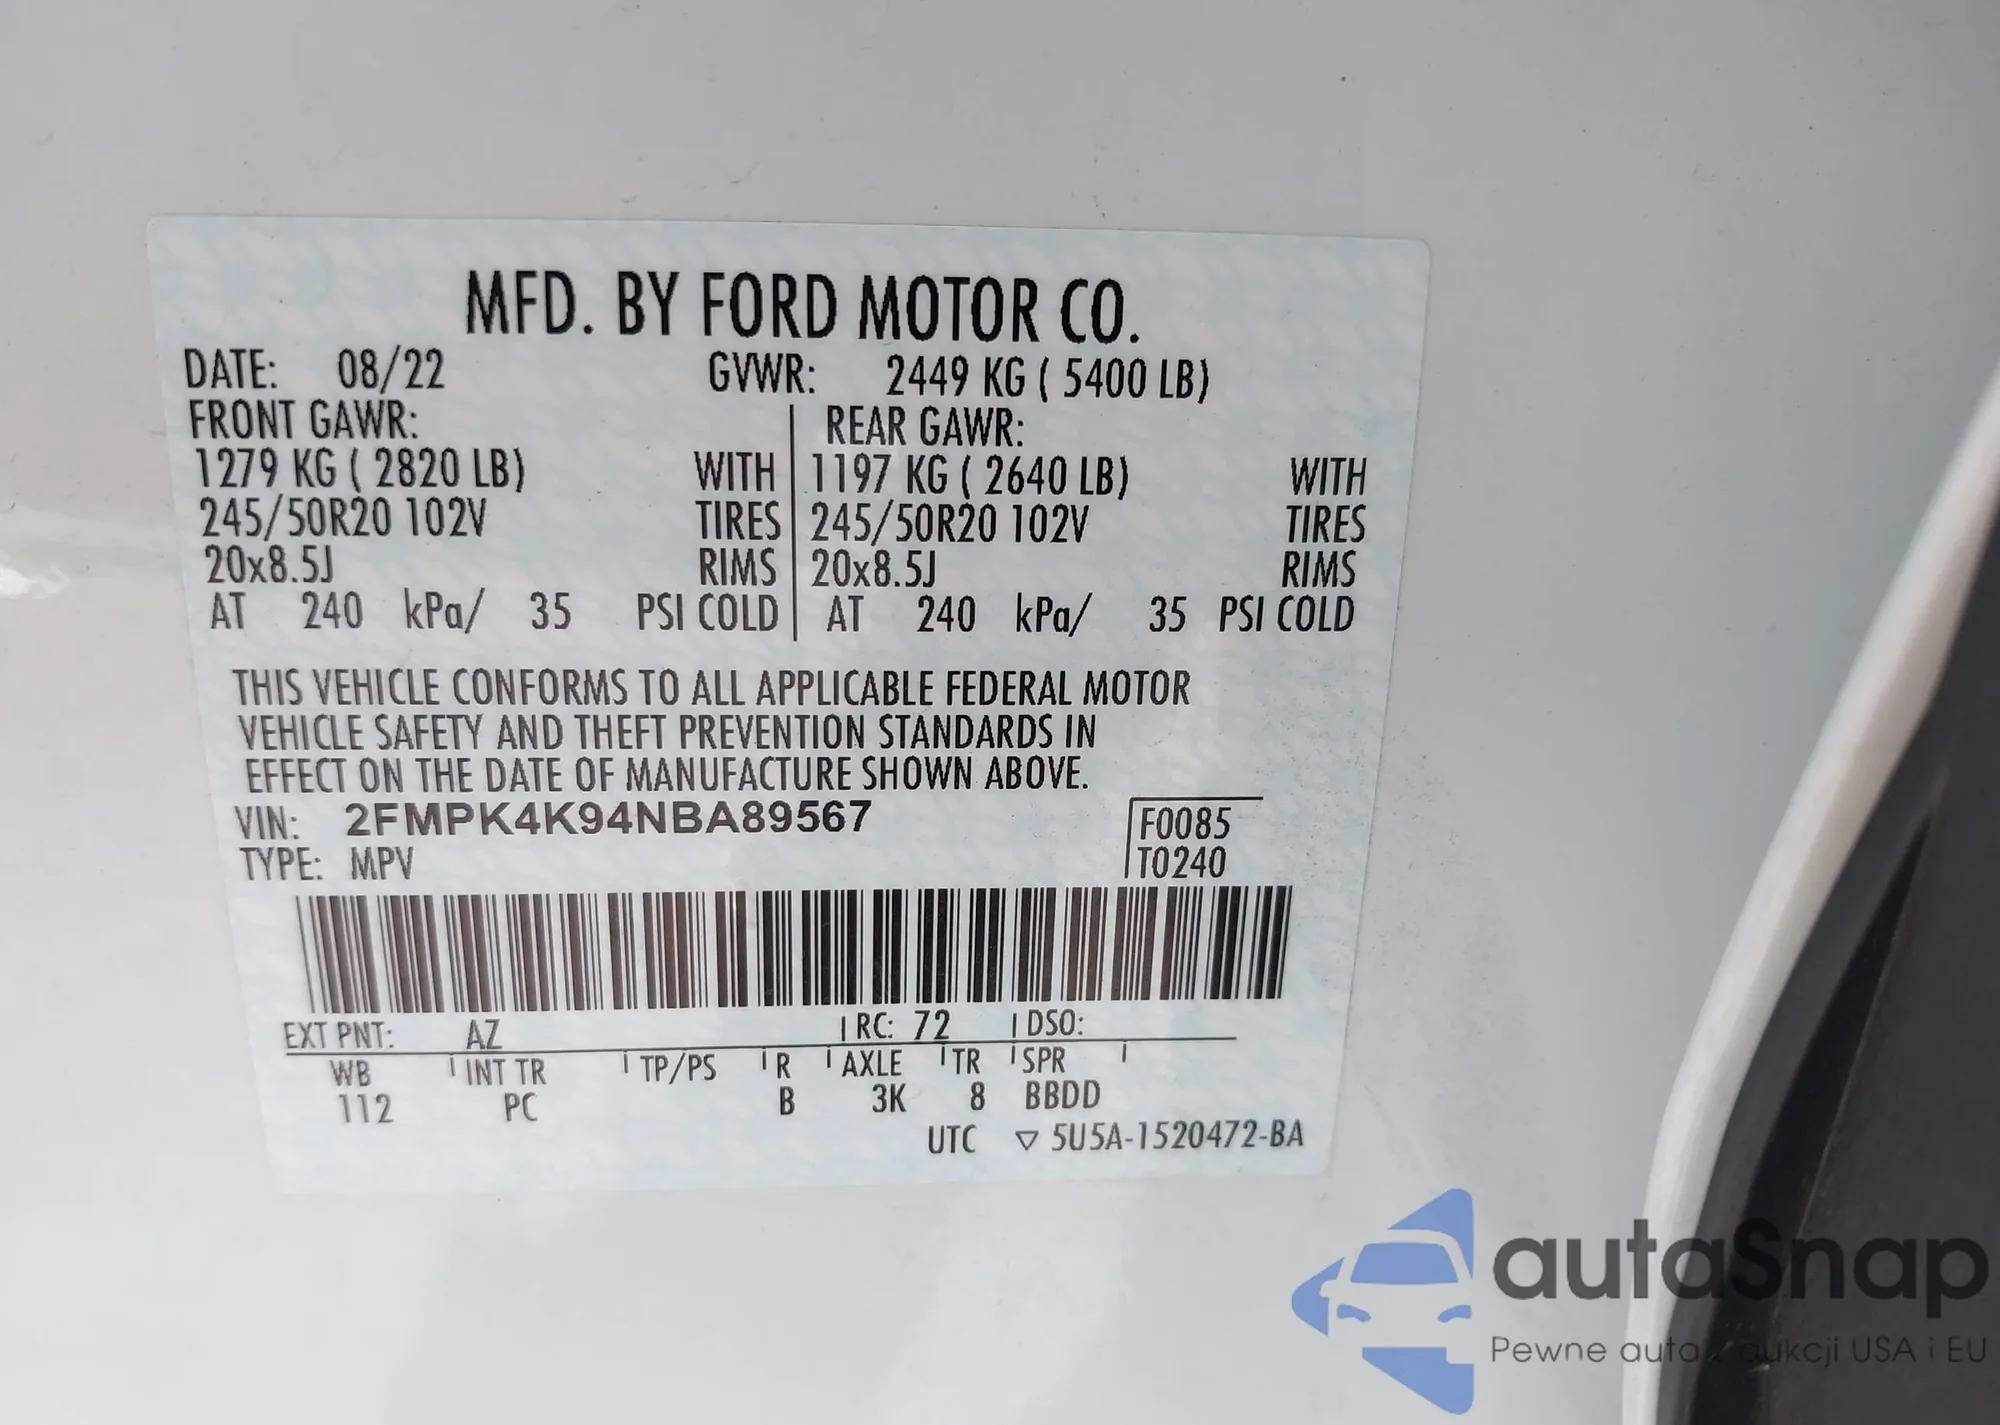 MFD. BY FORD MOTOR CO.
DATE: 08/22 GVWR: 2449 KG ( 5400 LB)
FRONT GAWR: REAR GAWR:
1279 KG ( 2820 LB) WITH 1197 KG ( 2640 LB) WITH
245/50R20 102V TIRES 245/50R20 102V TIRES
20x8.5J RIMS 20x8.5J RIMS
AT 240 kPa/ 35 PSI COLD AT 240 kPa/ 35 PSI COLD
THIS VEHICLE CONFORMS TO ALL APPLICABLE FEDERAL MOTOR
VEHICLE SAFETY AND THEFT PREVENTION STANDARDS IN
EFFECT ON THE DATE OF MANUFACTURE SHOWN ABOVE.
VIN: 2FMPK4K94NBA89567 F0085
TYPE: MPV T0240
EXT PNT: AZ RC: 72 DSO:
WB INT TR TP/PS R AXLE TR SPR
112 PC B 3K 8 BBDD
UTC ▽ 5U5A-1520472-BA
autaSnap
Pewne auta z aukcji USA i EU